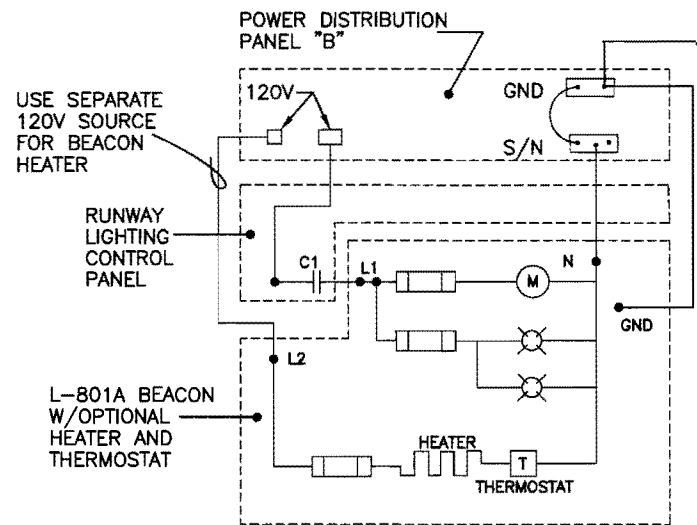 POWER DISTRIBUTION
PANEL "B"
USE SEPARATE
120V SOURCE
FOR BEACON
HEATER
120V
GND
S/N
RUNWAY
LIGHTING
CONTROL
PANEL
C1
L1
M
N
GND
L2
L-801A BEACON
W/OPTIONAL
HEATER AND
THERMOSTAT
HEATER
T
THERMOSTAT